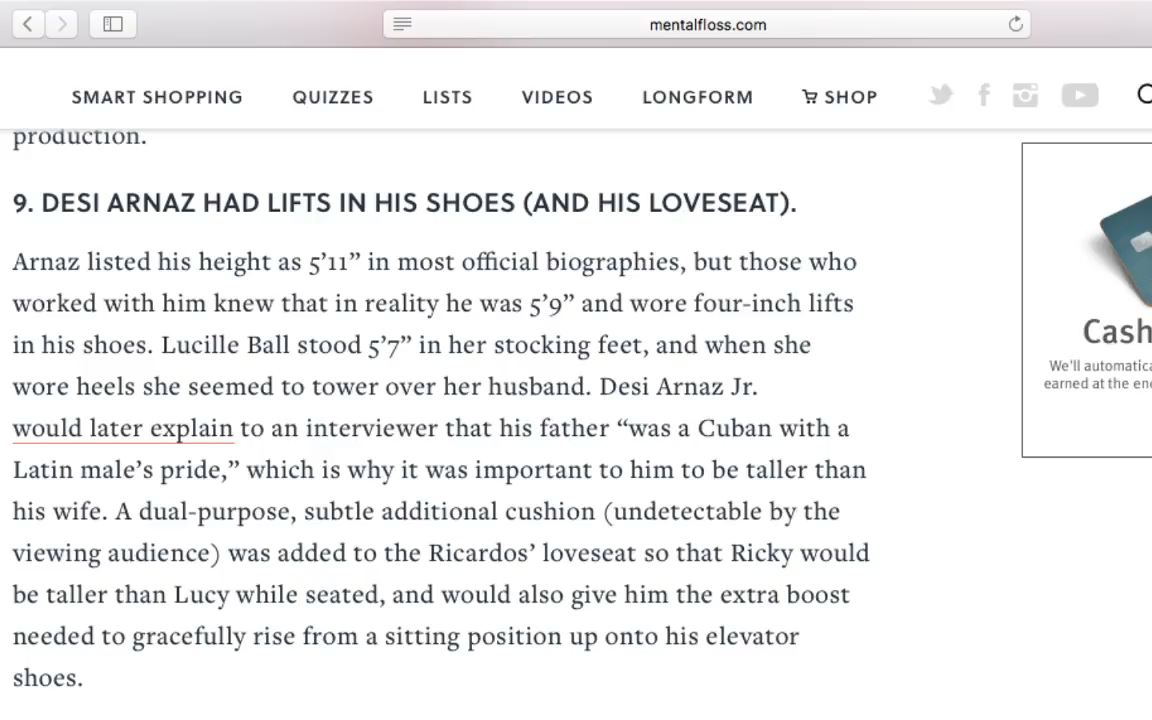 mentalfloss.com
SMART SHOPPING QUIZZES LISTS VIDEOS LONGFORM SHOP
production.
9. DESI ARNAZ HAD LIFTS IN HIS SHOES (AND HIS LOVESEAT).
Arnaz listed his height as 5’11” in most official biographies, but those who
worked with him knew that in reality he was 5’9” and wore four-inch lifts
in his shoes. Lucille Ball stood 5’7” in her stocking feet, and when she
wore heels she seemed to tower over her husband. Desi Arnaz Jr.
would later explain to an interviewer that his father “was a Cuban with a
Latin male’s pride,” which is why it was important to him to be taller than
his wife. A dual-purpose, subtle additional cushion (undetectable by the
viewing audience) was added to the Ricardos’ loveseat so that Ricky would
be taller than Lucy while seated, and would also give him the extra boost
needed to gracefully rise from a sitting position up onto his elevator
shoes.
Cash
We'll automatica
earned at the en